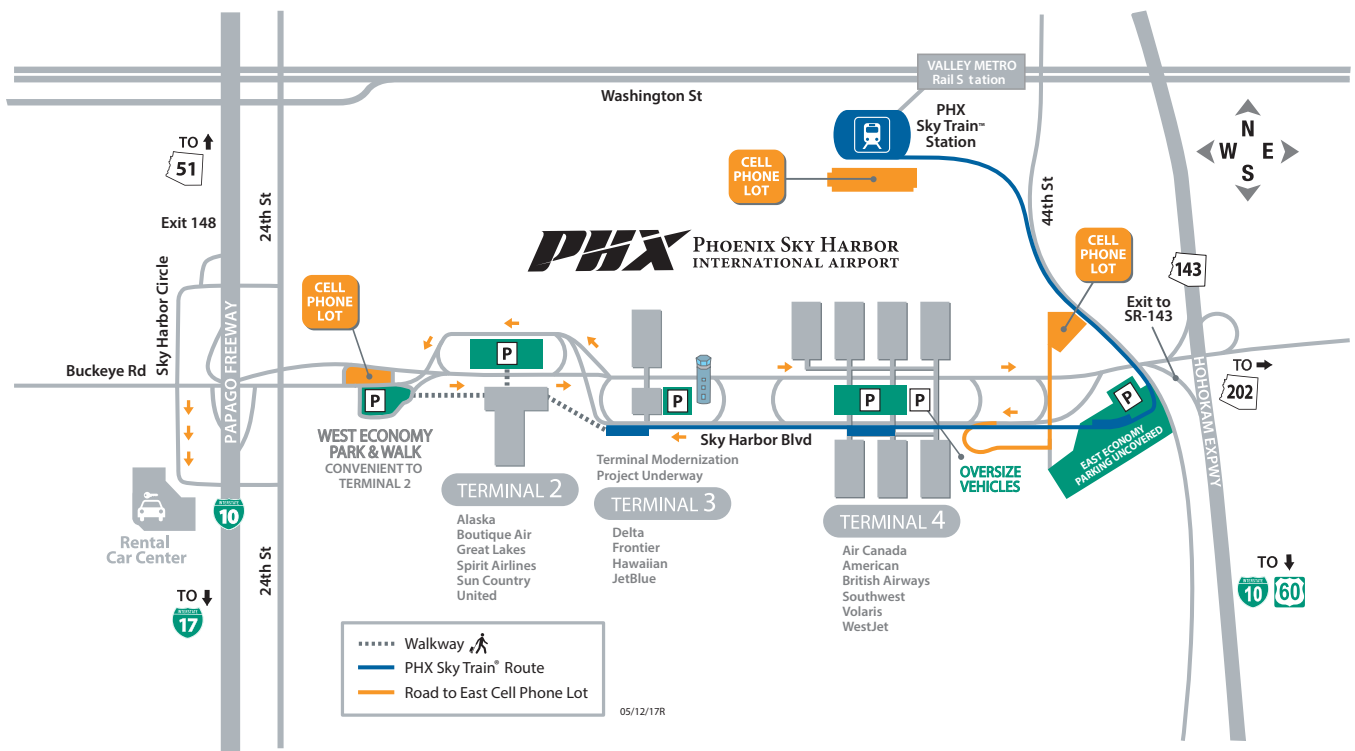 VALLEY METRO
Rail S tation
Washington St
PHX
Sky Train™
Station
TO
51
CELL
PHONE
LOT
N
W E
S
Exit 148
24th St
44th St
PHX PHOENIX SKY HARBOR
INTERNATIONAL AIRPORT
CELL
PHONE
LOT
143
Sky Harbor Circle
PAPAGO FREEWAY
CELL
PHONE
LOT
Exit to
SR-143
Buckeye Rd
P
P
P
P
P
P
TO
202
HOHOKAM EXPWY
Sky Harbor Blvd
WEST ECONOMY
PARK & WALK
CONVENIENT TO
TERMINAL 2
EAST ECONOMY
PARKING UNCOVERED
Terminal Modernization
Project Underway
OVERSIZE
VEHICLES
TERMINAL 2
Alaska
Boutique Air
Great Lakes
Spirit Airlines
Sun Country
United
TERMINAL 3
Delta
Frontier
Hawaiian
JetBlue
TERMINAL 4
Air Canada
American
British Airways
Southwest
Volaris
WestJet
INTERSTATE
10
Rental
Car Center
24th St
TO
INTERSTATE
17
TO
INTERSTATE
10
60
Walkway
PHX Sky Train® Route
Road to East Cell Phone Lot
05/12/17R